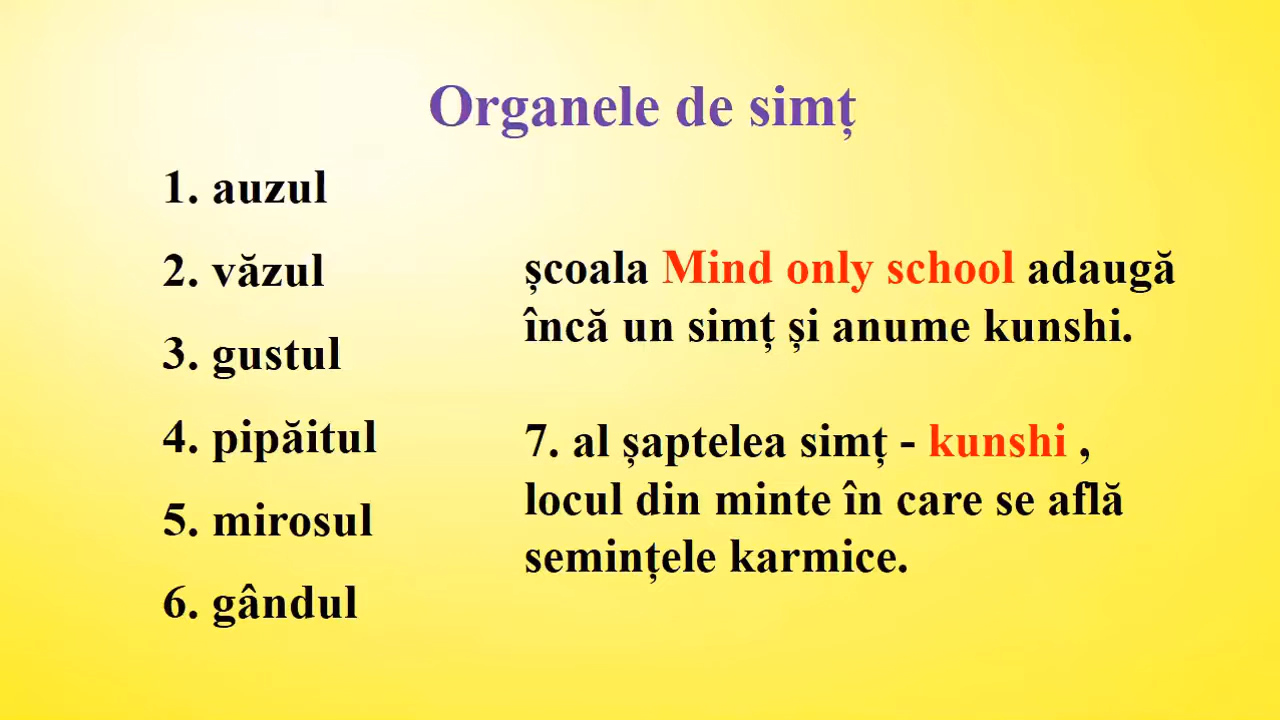 Organele de simț
1. auzul
2. văzul
3. gustul
4. pipăitul
5. mirosul
6. gândul
școala Mind only school adaugă
încă un simț și anume kunshi.
7. al șaptelea simț - kunshi ,
locul din minte în care se află
semințele karmice.